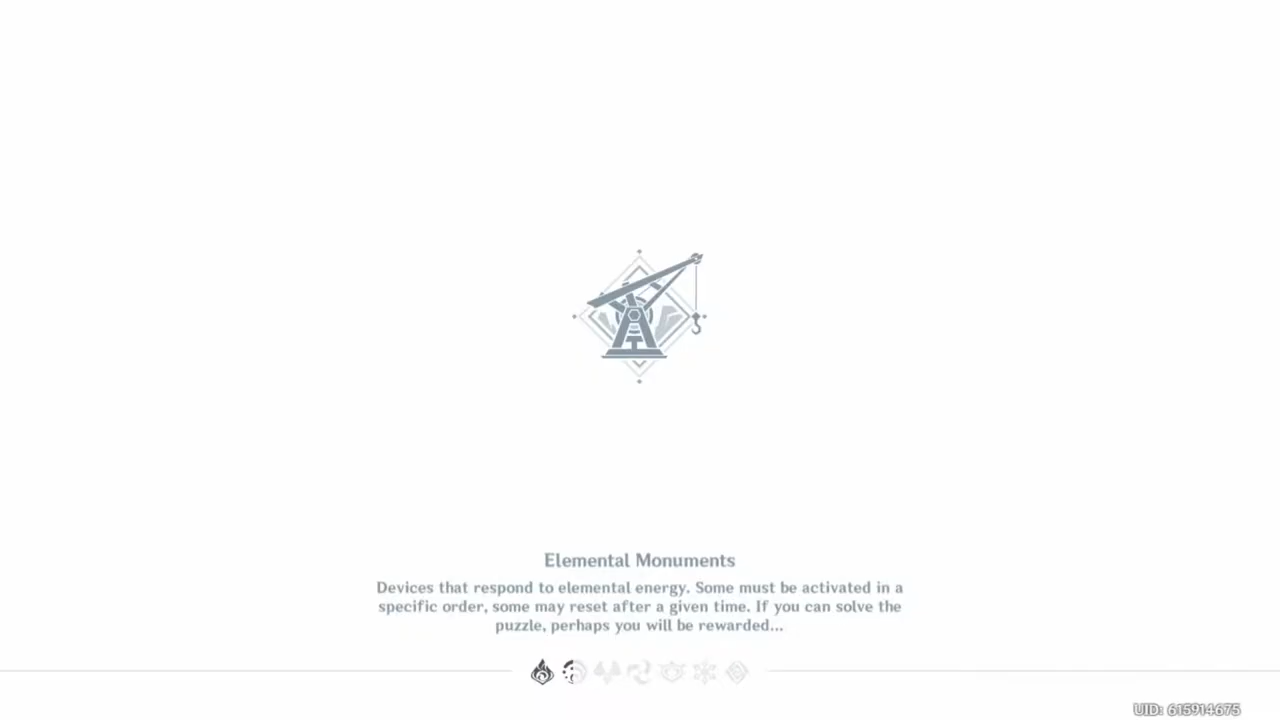 Elemental Monuments
Devices that respond to elemental energy. Some must be activated in a
specific order, some may reset after a given time. If you can solve the
puzzle, perhaps you will be rewarded...
UID: 615914675